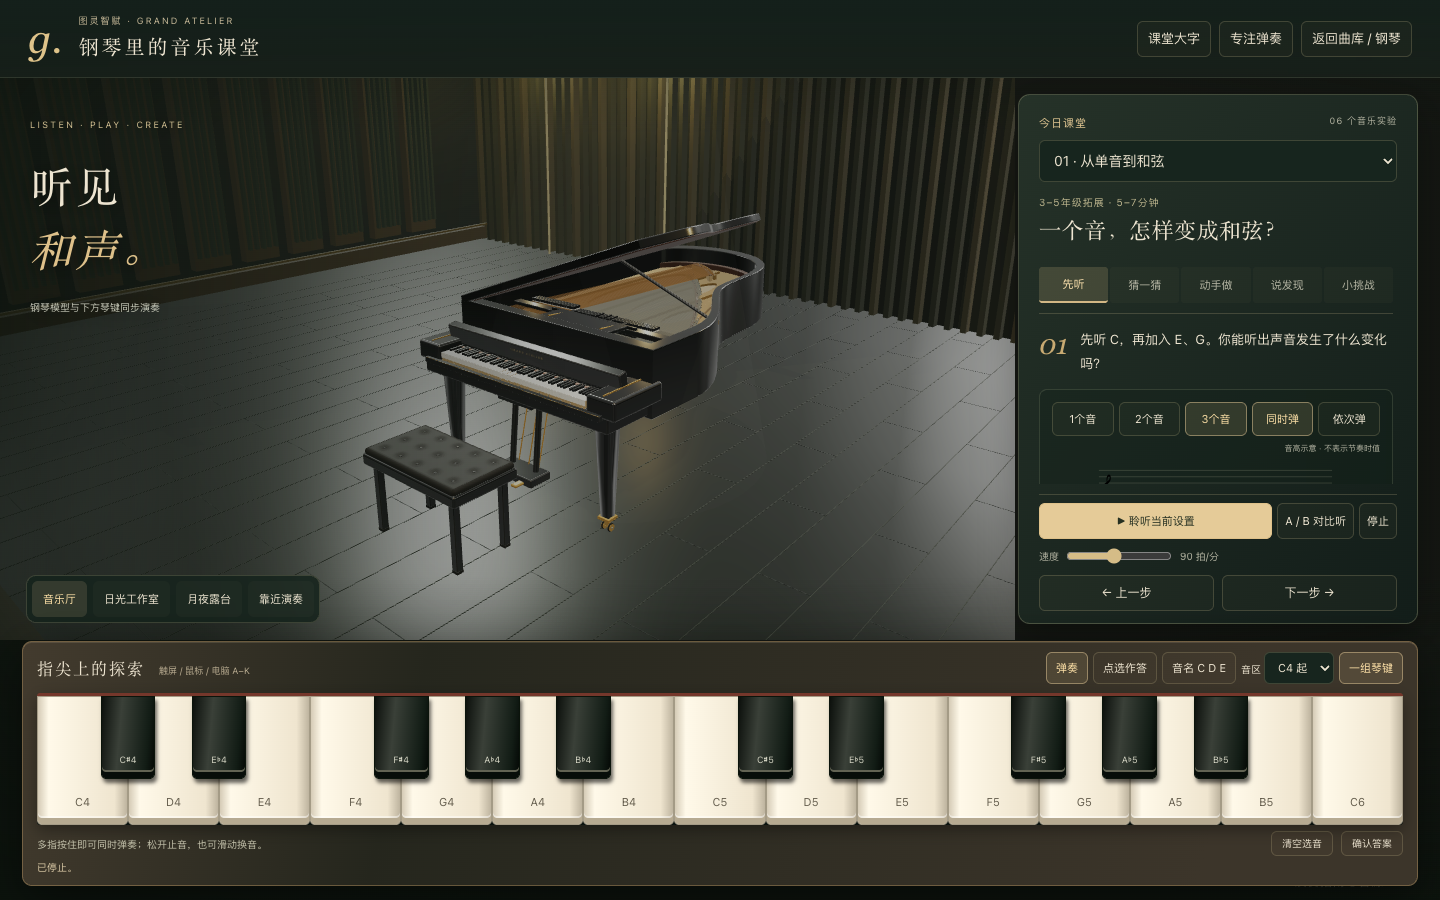 图灵智赋 · GRAND ATELIER
g. 钢琴里的音乐课堂
课堂大字 专注弹奏 返回曲库 / 钢琴
LISTEN · PLAY · CREATE
听见
和声。
钢琴模型与下方琴键同步演奏
音乐厅 日光工作室 月夜露台 靠近演奏
今日课堂 06 个音乐实验
01 · 从单音到和弦
3–5年级拓展 · 5–7分钟
一个音，怎样变成和弦?
先听 猜一猜 动手做 说发现 小挑战
01 先听 C，再加入 E、G。你能听出声音发生了什么变化
吗?
1个音 2个音 3个音 同时弹 依次弹
音高示意 · 不表示节奏时值
▶ 聆听当前设置 A / B 对比听 停止
速度 90 拍/分
← 上一步 下一步 →
指尖上的探索 触屏 / 鼠标 / 电脑 A–K
弹奏 点选作答 音名 C D E 音区 C4 起 一组琴键
C♯4 E♭4 F♯4 A♭4 B♭4 C♯5 E♭5 F♯5 A♭5 B♭5
C4 D4 E4 F4 G4 A4 B4 C5 D5 E5 F5 G5 A5 B5 C6
多指按住即可同时弹奏；松开止音，也可滑动换音。
清空选音 确认答案
已停止。